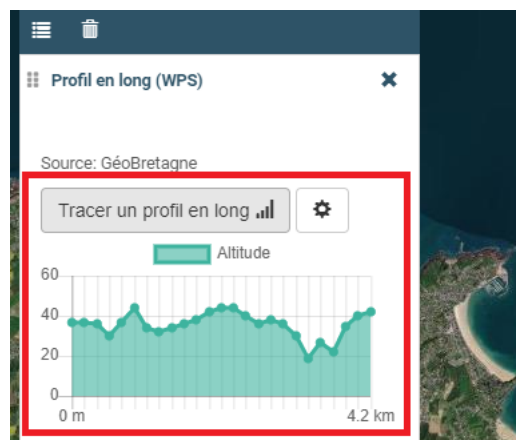 Profil en long (WPS)
Source: GéoBretagne
Tracer un profil en long
Altitude
60
40
20
0
0 m 4.2 km